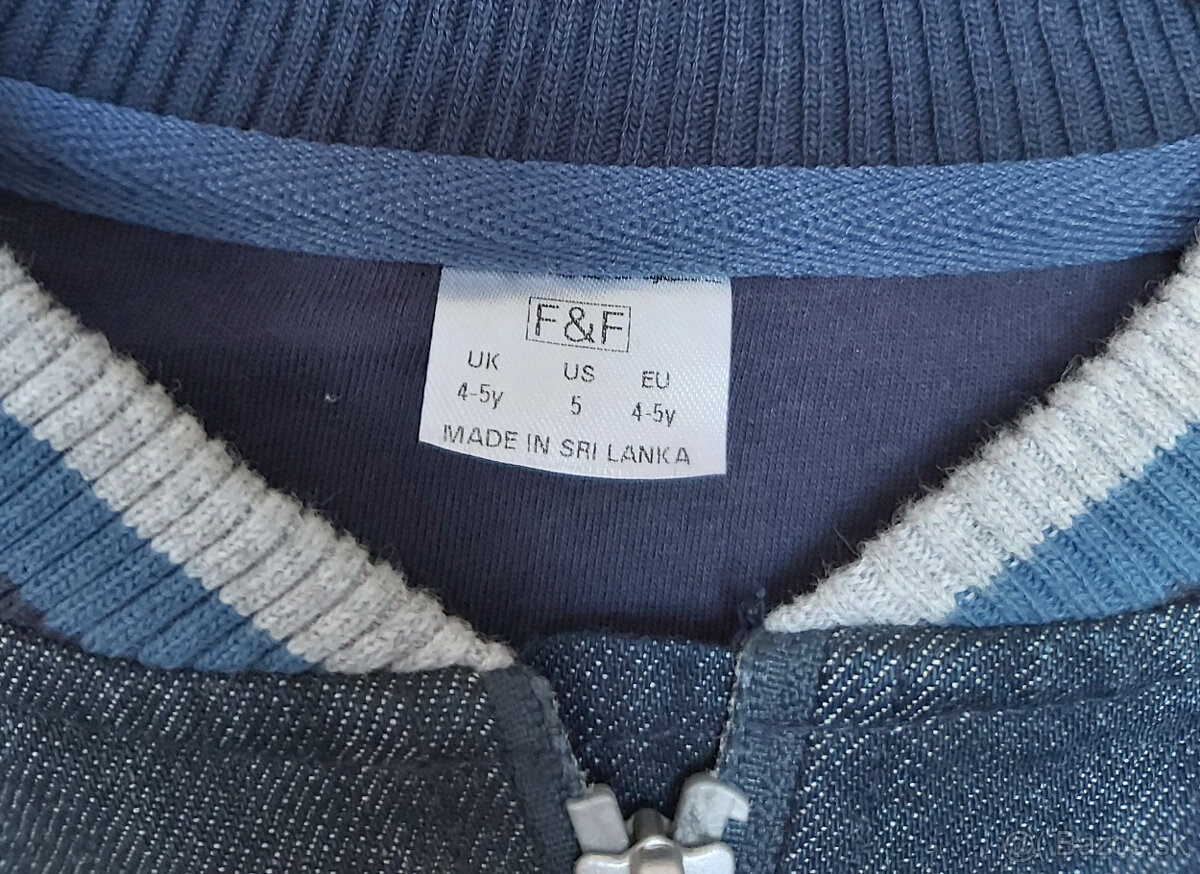 F&F
UK US EU
4-5y 5 4-5y
MADE IN SRI LANKA
Bazos.sk